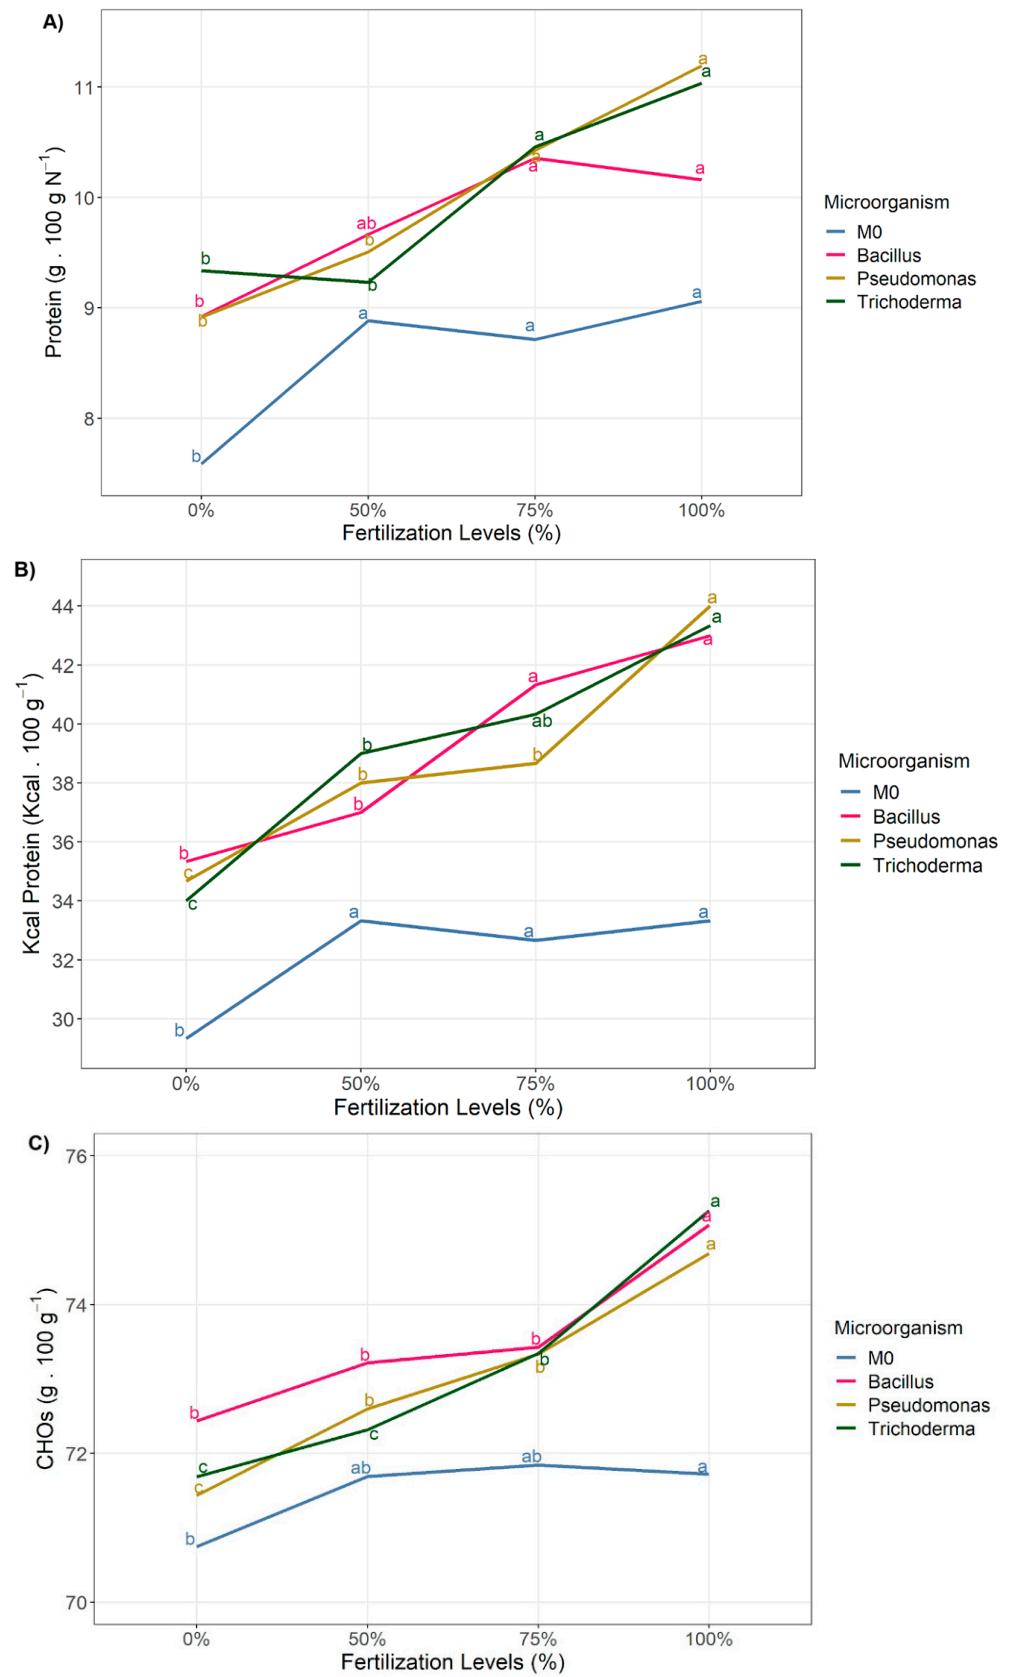 A)
Protein (g . 100 g N⁻¹)
11
10
9
8
a
a
a
a
a
a
ab
b
b
b
b
b
a
a
a
b
0%
50%
75%
100%
Fertilization Levels (%)
Microorganism
M0
Bacillus
Pseudomonas
Trichoderma
B)
Kcal Protein (Kcal . 100 g⁻¹)
44
42
40
38
36
34
32
30
a
a
a
a
ab
b
b
b
b
b
c
c
a
a
a
b
0%
50%
75%
100%
Fertilization Levels (%)
Microorganism
M0
Bacillus
Pseudomonas
Trichoderma
C)
CHOs (g . 100 g⁻¹)
76
74
72
70
a
a
a
b
b
b
b
b
c
b
c
c
ab
ab
a
b
0%
50%
75%
100%
Fertilization Levels (%)
Microorganism
M0
Bacillus
Pseudomonas
Trichoderma